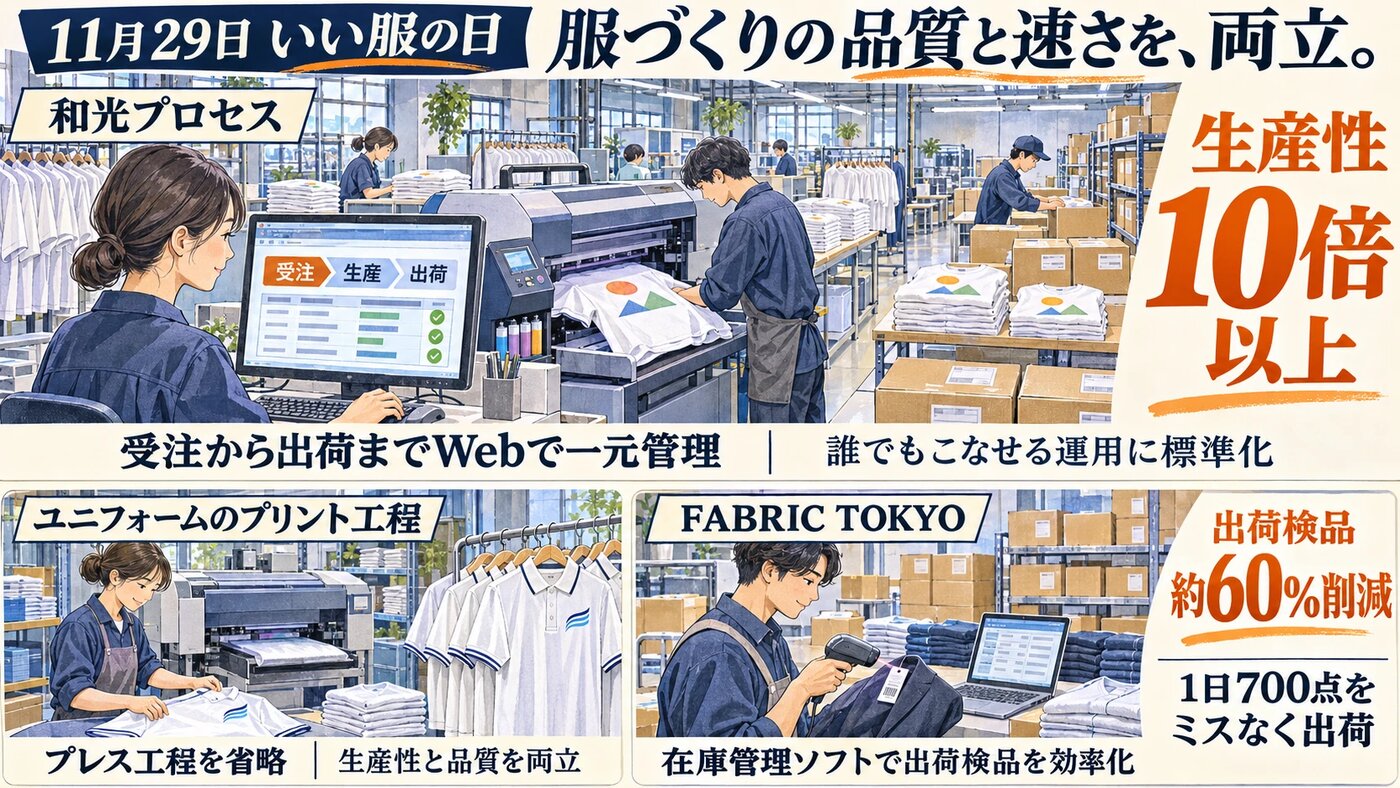 11月29日 いい服の日
服づくりの品質と速さを、両立。
和光プロセス
受注
生産
出荷
生産性
10倍
以上
受注から出荷までWebで一元管理
誰でもこなせる運用に標準化
ユニフォームのプリント工程
プレス工程を省略
生産性と品質を両立
FABRIC TOKYO
出荷検品
約60%削減
1日700点を
ミスなく出荷
在庫管理ソフトで出荷検品を効率化